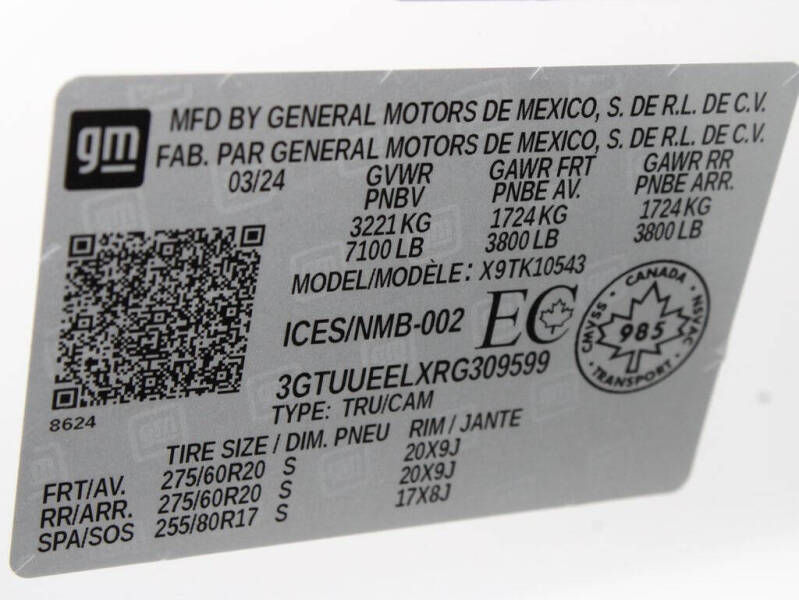 gm
MFD BY GENERAL MOTORS DE MEXICO, S. DE R.L. DE C.V.
FAB. PAR GENERAL MOTORS DE MEXICO, S. DE R.L. DE C.V.
03/24 GVWR GAWR FRT GAWR RR
PNBV PNBE AV. PNBE ARR.
3221 KG 1724 KG 1724 KG
7100 LB 3800 LB 3800 LB
MODEL/MODÈLE: X9TK10543
ICES/NMB-002 EC
CANADA
CMVSS 985 NSVAC
TRANSPORT
3GTUUEELXRG309599
8624
TYPE: TRU/CAM
TIRE SIZE / DIM. PNEU RIM / JANTE
FRT/AV. 275/60R20 S 20X9J
RR/ARR. 275/60R20 S 20X9J
SPA/SOS 255/80R17 S 17X8J